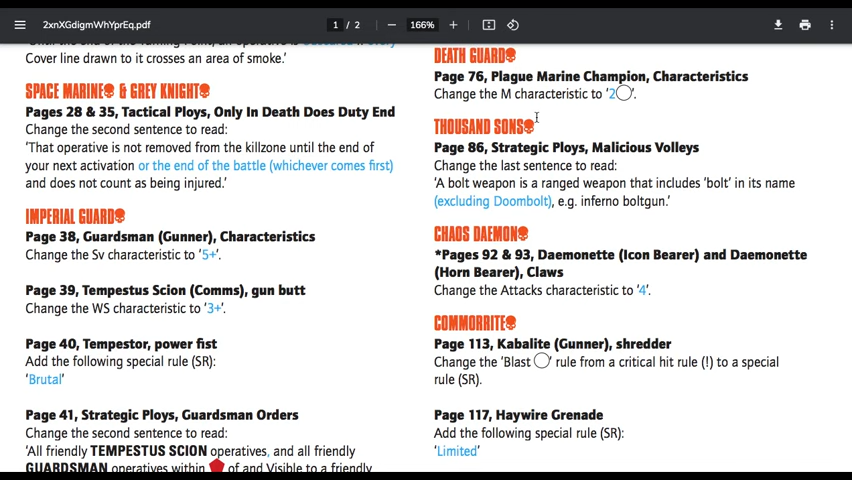 2xnXGdigmWhYprEq.pdf
1 / 2
166%
Cover line drawn to it crosses an area of smoke.'
SPACE MARINE & GREY KNIGHT
Pages 28 & 35, Tactical Ploys, Only In Death Does Duty End
Change the second sentence to read:
'That operative is not removed from the killzone until the end of
your next activation or the end of the battle (whichever comes first)
and does not count as being injured.'
IMPERIAL GUARD
Page 38, Guardsman (Gunner), Characteristics
Change the Sv characteristic to '5+'.
Page 39, Tempestus Scion (Comms), gun butt
Change the WS characteristic to '3+'.
Page 40, Tempestor, power fist
Add the following special rule (SR):
'Brutal'
Page 41, Strategic Ploys, Guardsman Orders
Change the second sentence to read:
'All friendly TEMPESTUS SCION operatives, and all friendly
GUARDSMAN operatives within of and Visible to a friendly
DEATH GUARD
Page 76, Plague Marine Champion, Characteristics
Change the M characteristic to '2'.
THOUSAND SONS
Page 86, Strategic Ploys, Malicious Volleys
Change the last sentence to read:
'A bolt weapon is a ranged weapon that includes 'bolt' in its name
(excluding Doombolt), e.g. inferno boltgun.'
CHAOS DAEMON
*Pages 92 & 93, Daemonette (Icon Bearer) and Daemonette
(Horn Bearer), Claws
Change the Attacks characteristic to '4'.
COMMORRITE
Page 113, Kabalite (Gunner), shredder
Change the 'Blast ' rule from a critical hit rule (!) to a special
rule (SR).
Page 117, Haywire Grenade
Add the following special rule (SR):
'Limited'